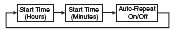 Start Time
(Hours)
Start Time
(Minutes)
Auto-Repeat
On/Off